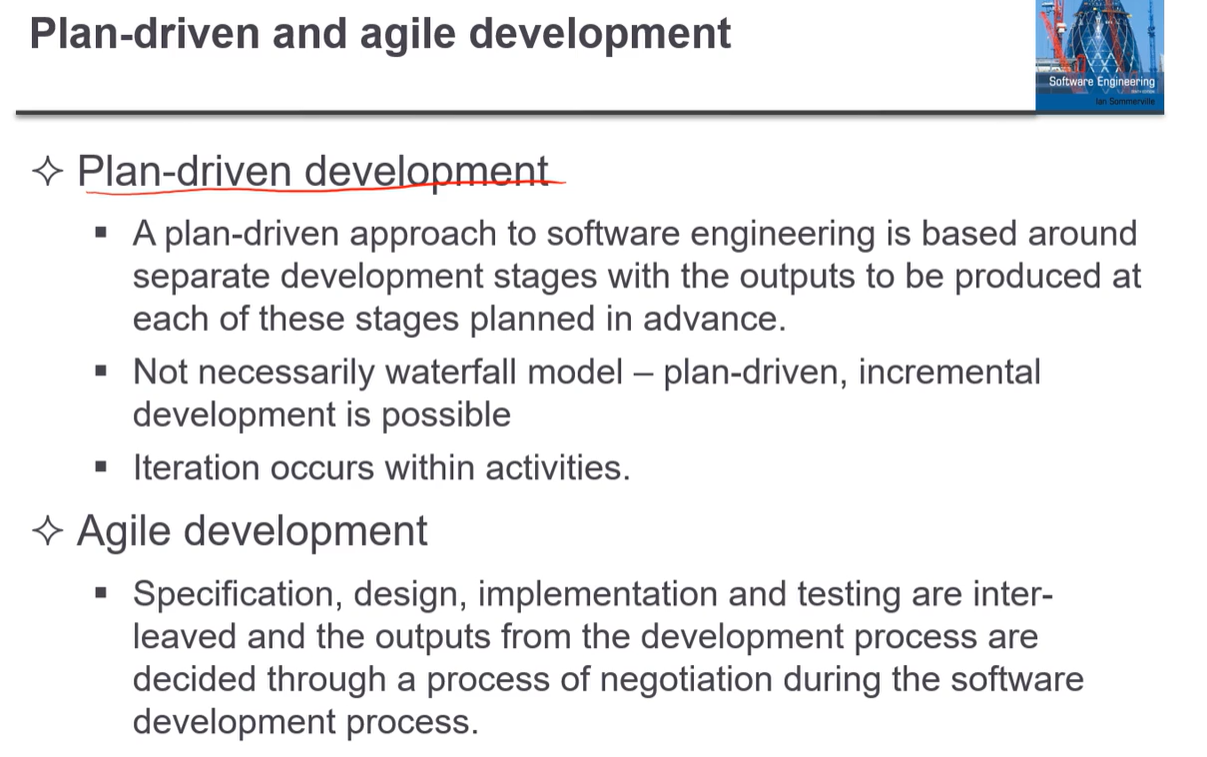 Plan-driven and agile development
Software Engineering
Ian Sommerville
Plan-driven development
A plan-driven approach to software engineering is based around
separate development stages with the outputs to be produced at
each of these stages planned in advance.
Not necessarily waterfall model – plan-driven, incremental
development is possible
Iteration occurs within activities.
Agile development
Specification, design, implementation and testing are inter-
leaved and the outputs from the development process are
decided through a process of negotiation during the software
development process.